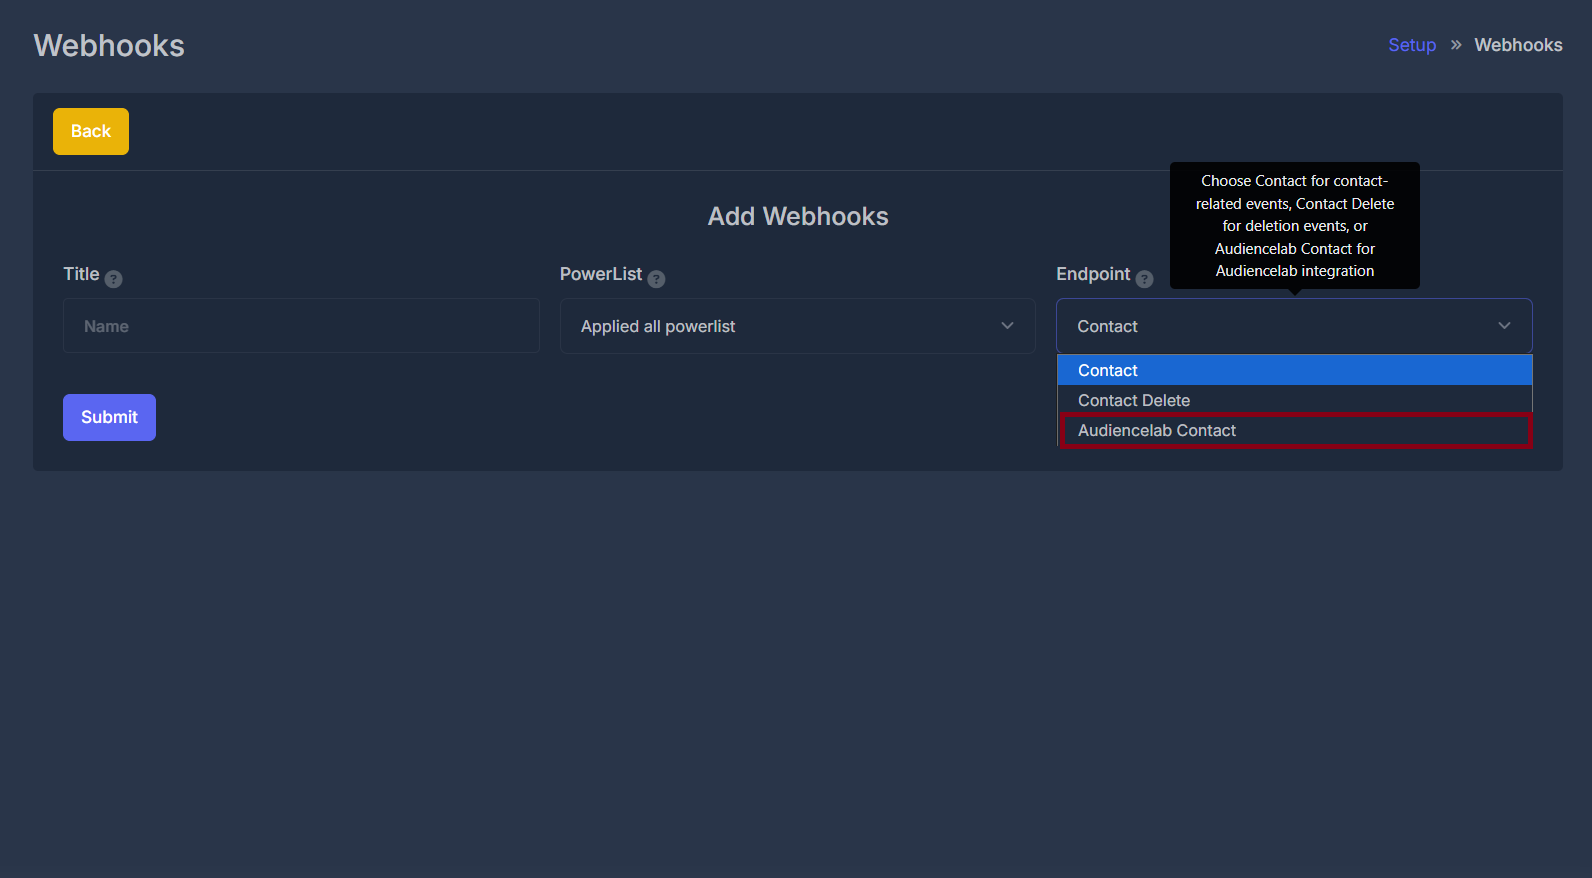 Webhooks
Setup » Webhooks
Back
Choose Contact for contact-
related events, Contact Delete
for deletion events, or
Audiencelab Contact for
Audiencelab integration
Add Webhooks
Title ?
PowerList ?
Endpoint ?
Name
Applied all powerlist
Contact
Contact
Contact Delete
Audiencelab Contact
Submit